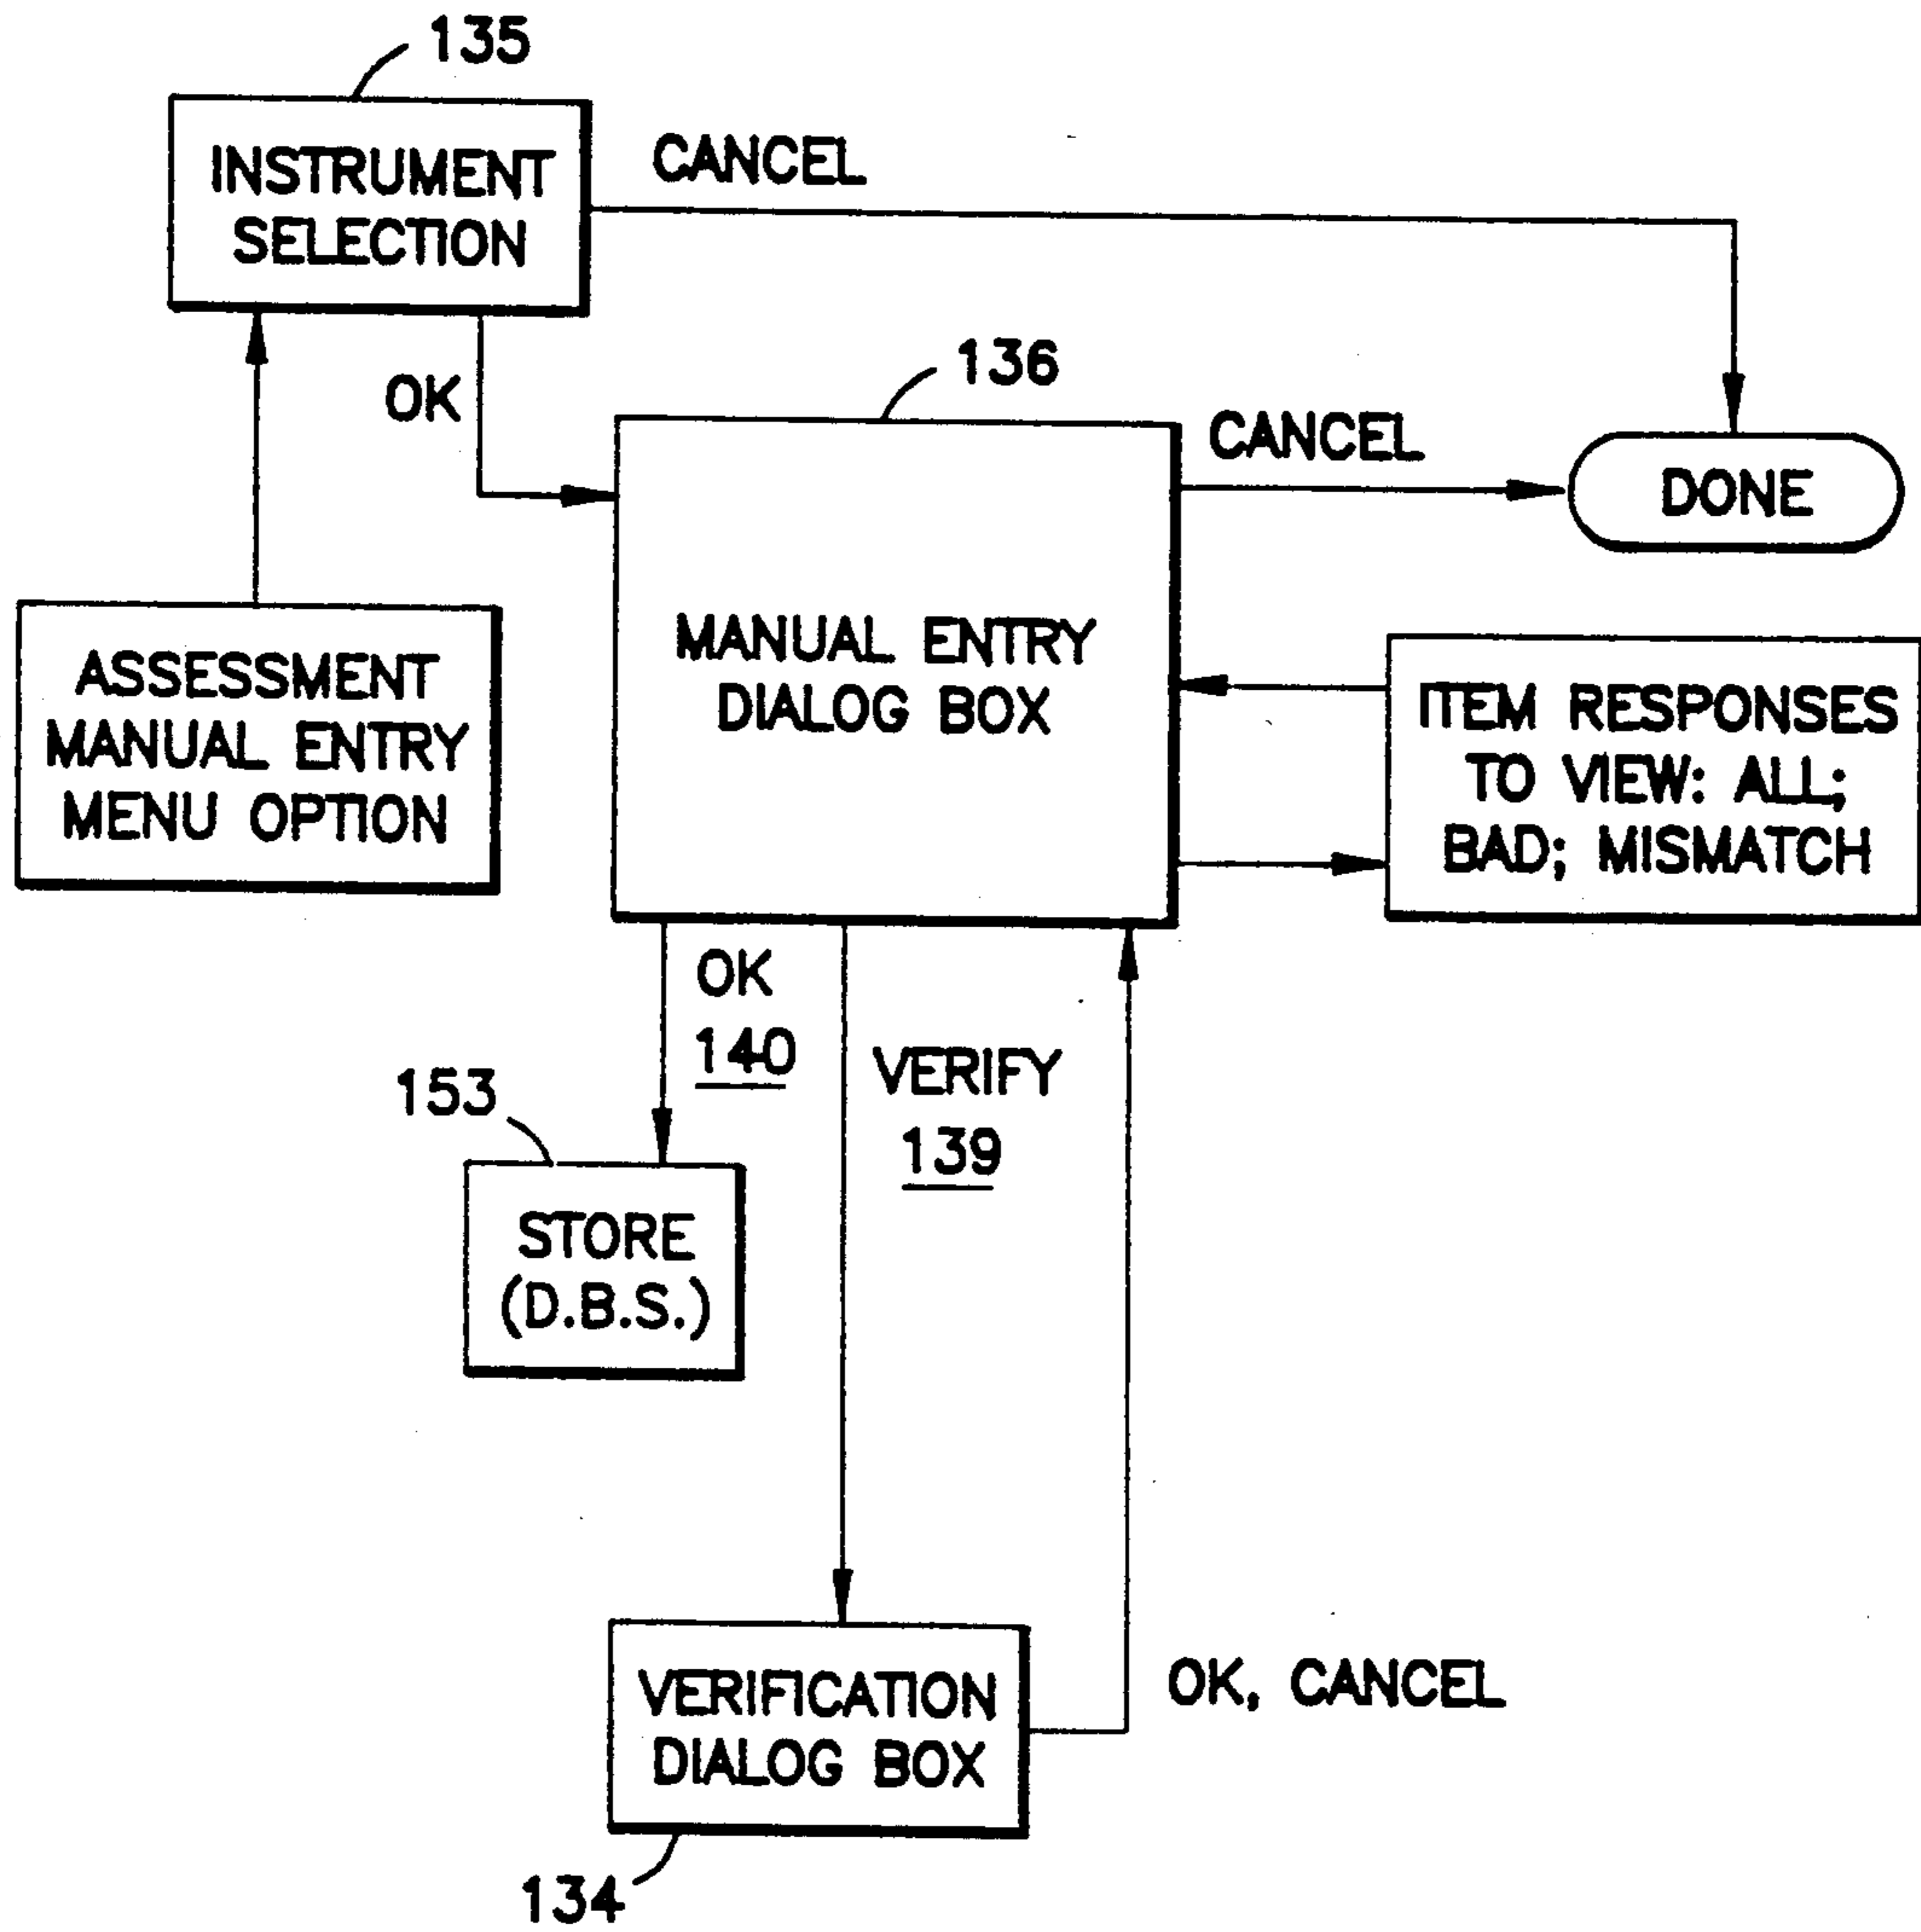 135
INSTRUMENT
SELECTION
CANCEL
OK
136
CANCEL
DONE
ASSESSMENT
MANUAL ENTRY
MENU OPTION
MANUAL ENTRY
DIALOG BOX
ITEM RESPONSES
TO VIEW: ALL;
BAD; MISMATCH
OK
140
VERIFY
139
153
STORE
(D.B.S.)
VERIFICATION
DIALOG BOX
OK, CANCEL
134